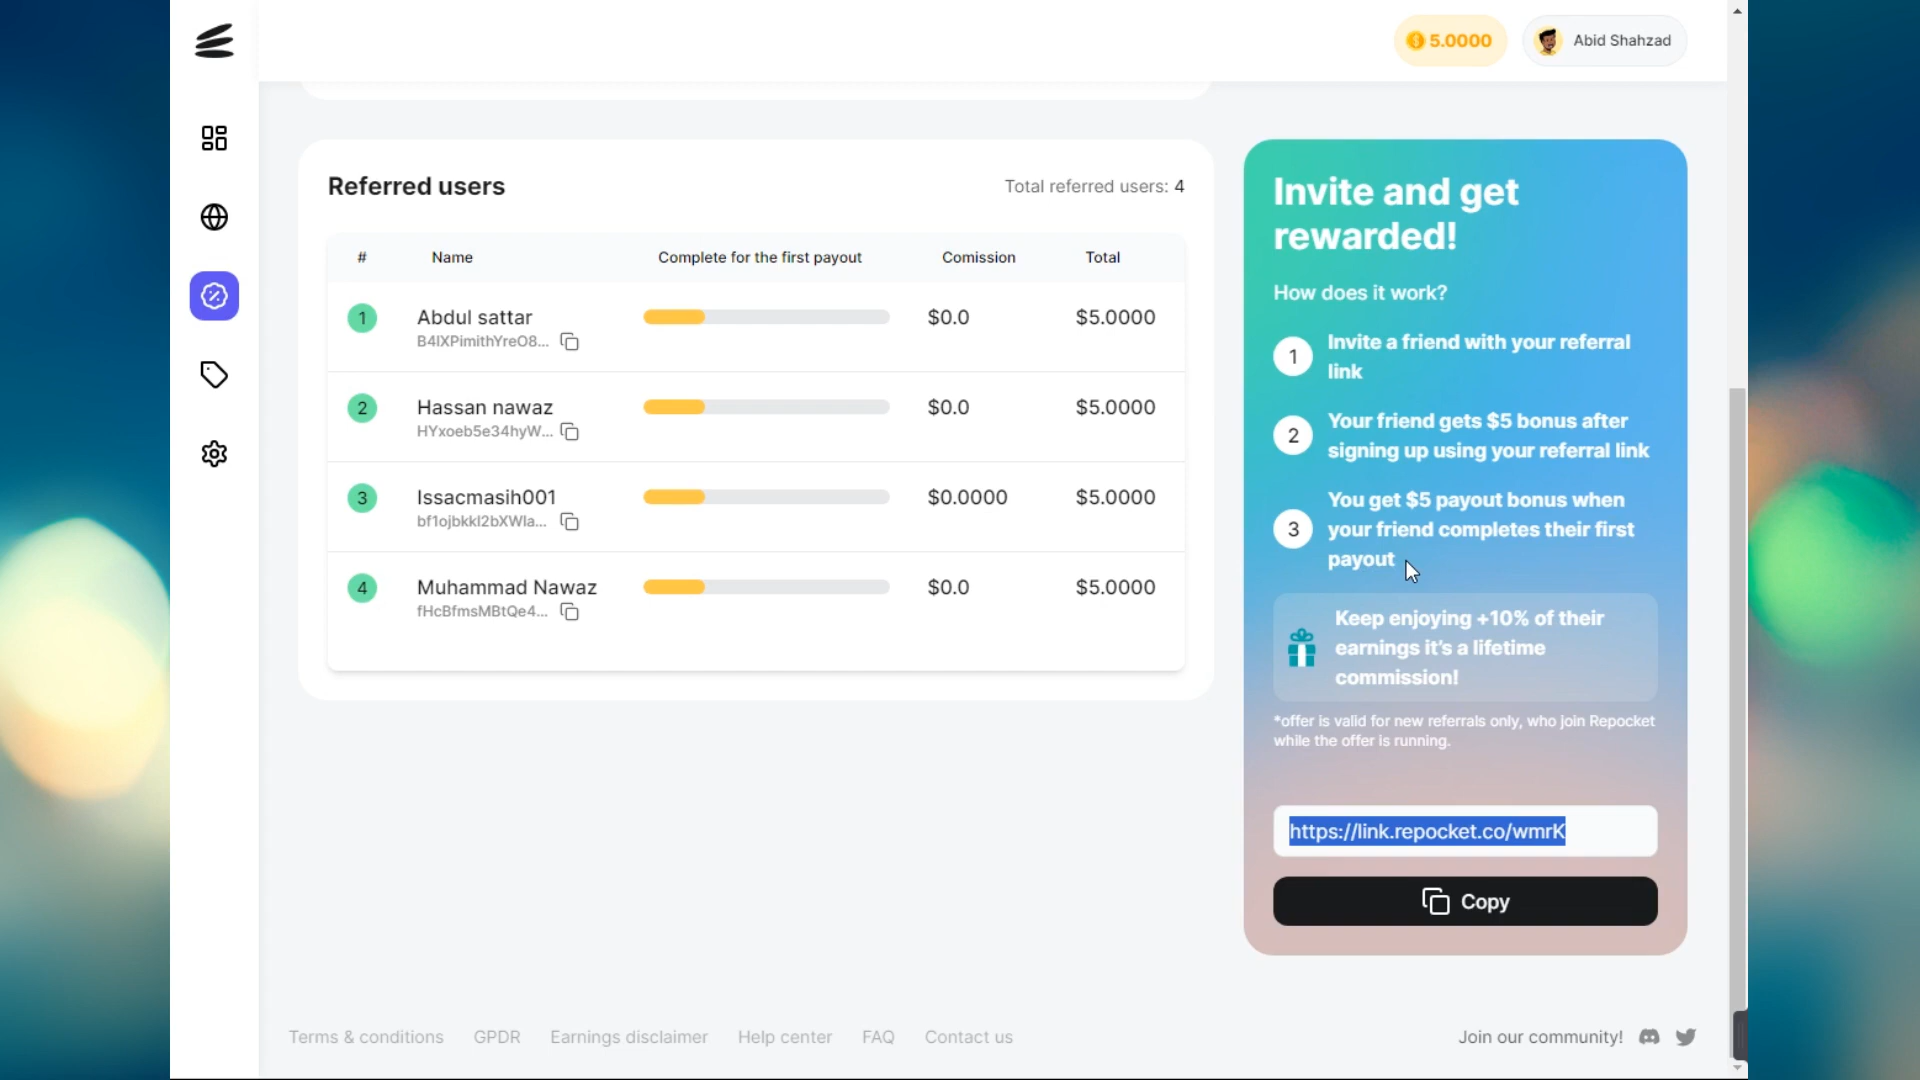 5.0000
Abid Shahzad
Referred users
Total referred users: 4
# Name Complete for the first payout Comission Total
1 Abdul sattar $0.0 $5.0000
B4lXPimithYreO8...
2 Hassan nawaz $0.0 $5.0000
HYxoeb5e34hyW...
3 Issacmasih001 $0.0000 $5.0000
bf1ojbkkl2bXWla...
4 Muhammad Nawaz $0.0 $5.0000
fHcBfmsMBtQe4...
Invite and get
rewarded!
How does it work?
1 Invite a friend with your referral
link
2 Your friend gets $5 bonus after
signing up using your referral link
3 You get $5 payout bonus when
your friend completes their first
payout
Keep enjoying +10% of their
earnings it's a lifetime
commission!
*offer is valid for new referrals only, who join Repocket
while the offer is running.
https://link.repocket.co/wmrK
Copy
Terms & conditions GPDR Earnings disclaimer Help center FAQ Contact us
Join our community!